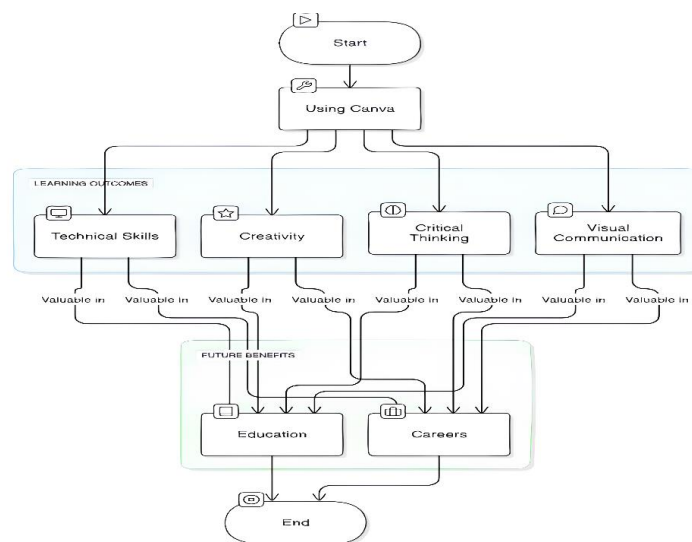 Start
Using Canva
LEARNING OUTCOMES
Technical Skills
Creativity
Critical
Thinking
Visual
Communication
Valuable in
Valuable in
Valuable in
Valuable in
Valuable in
Valuable in
Valuable in
Valuable in
FUTURE BENEFITS
Education
Careers
End